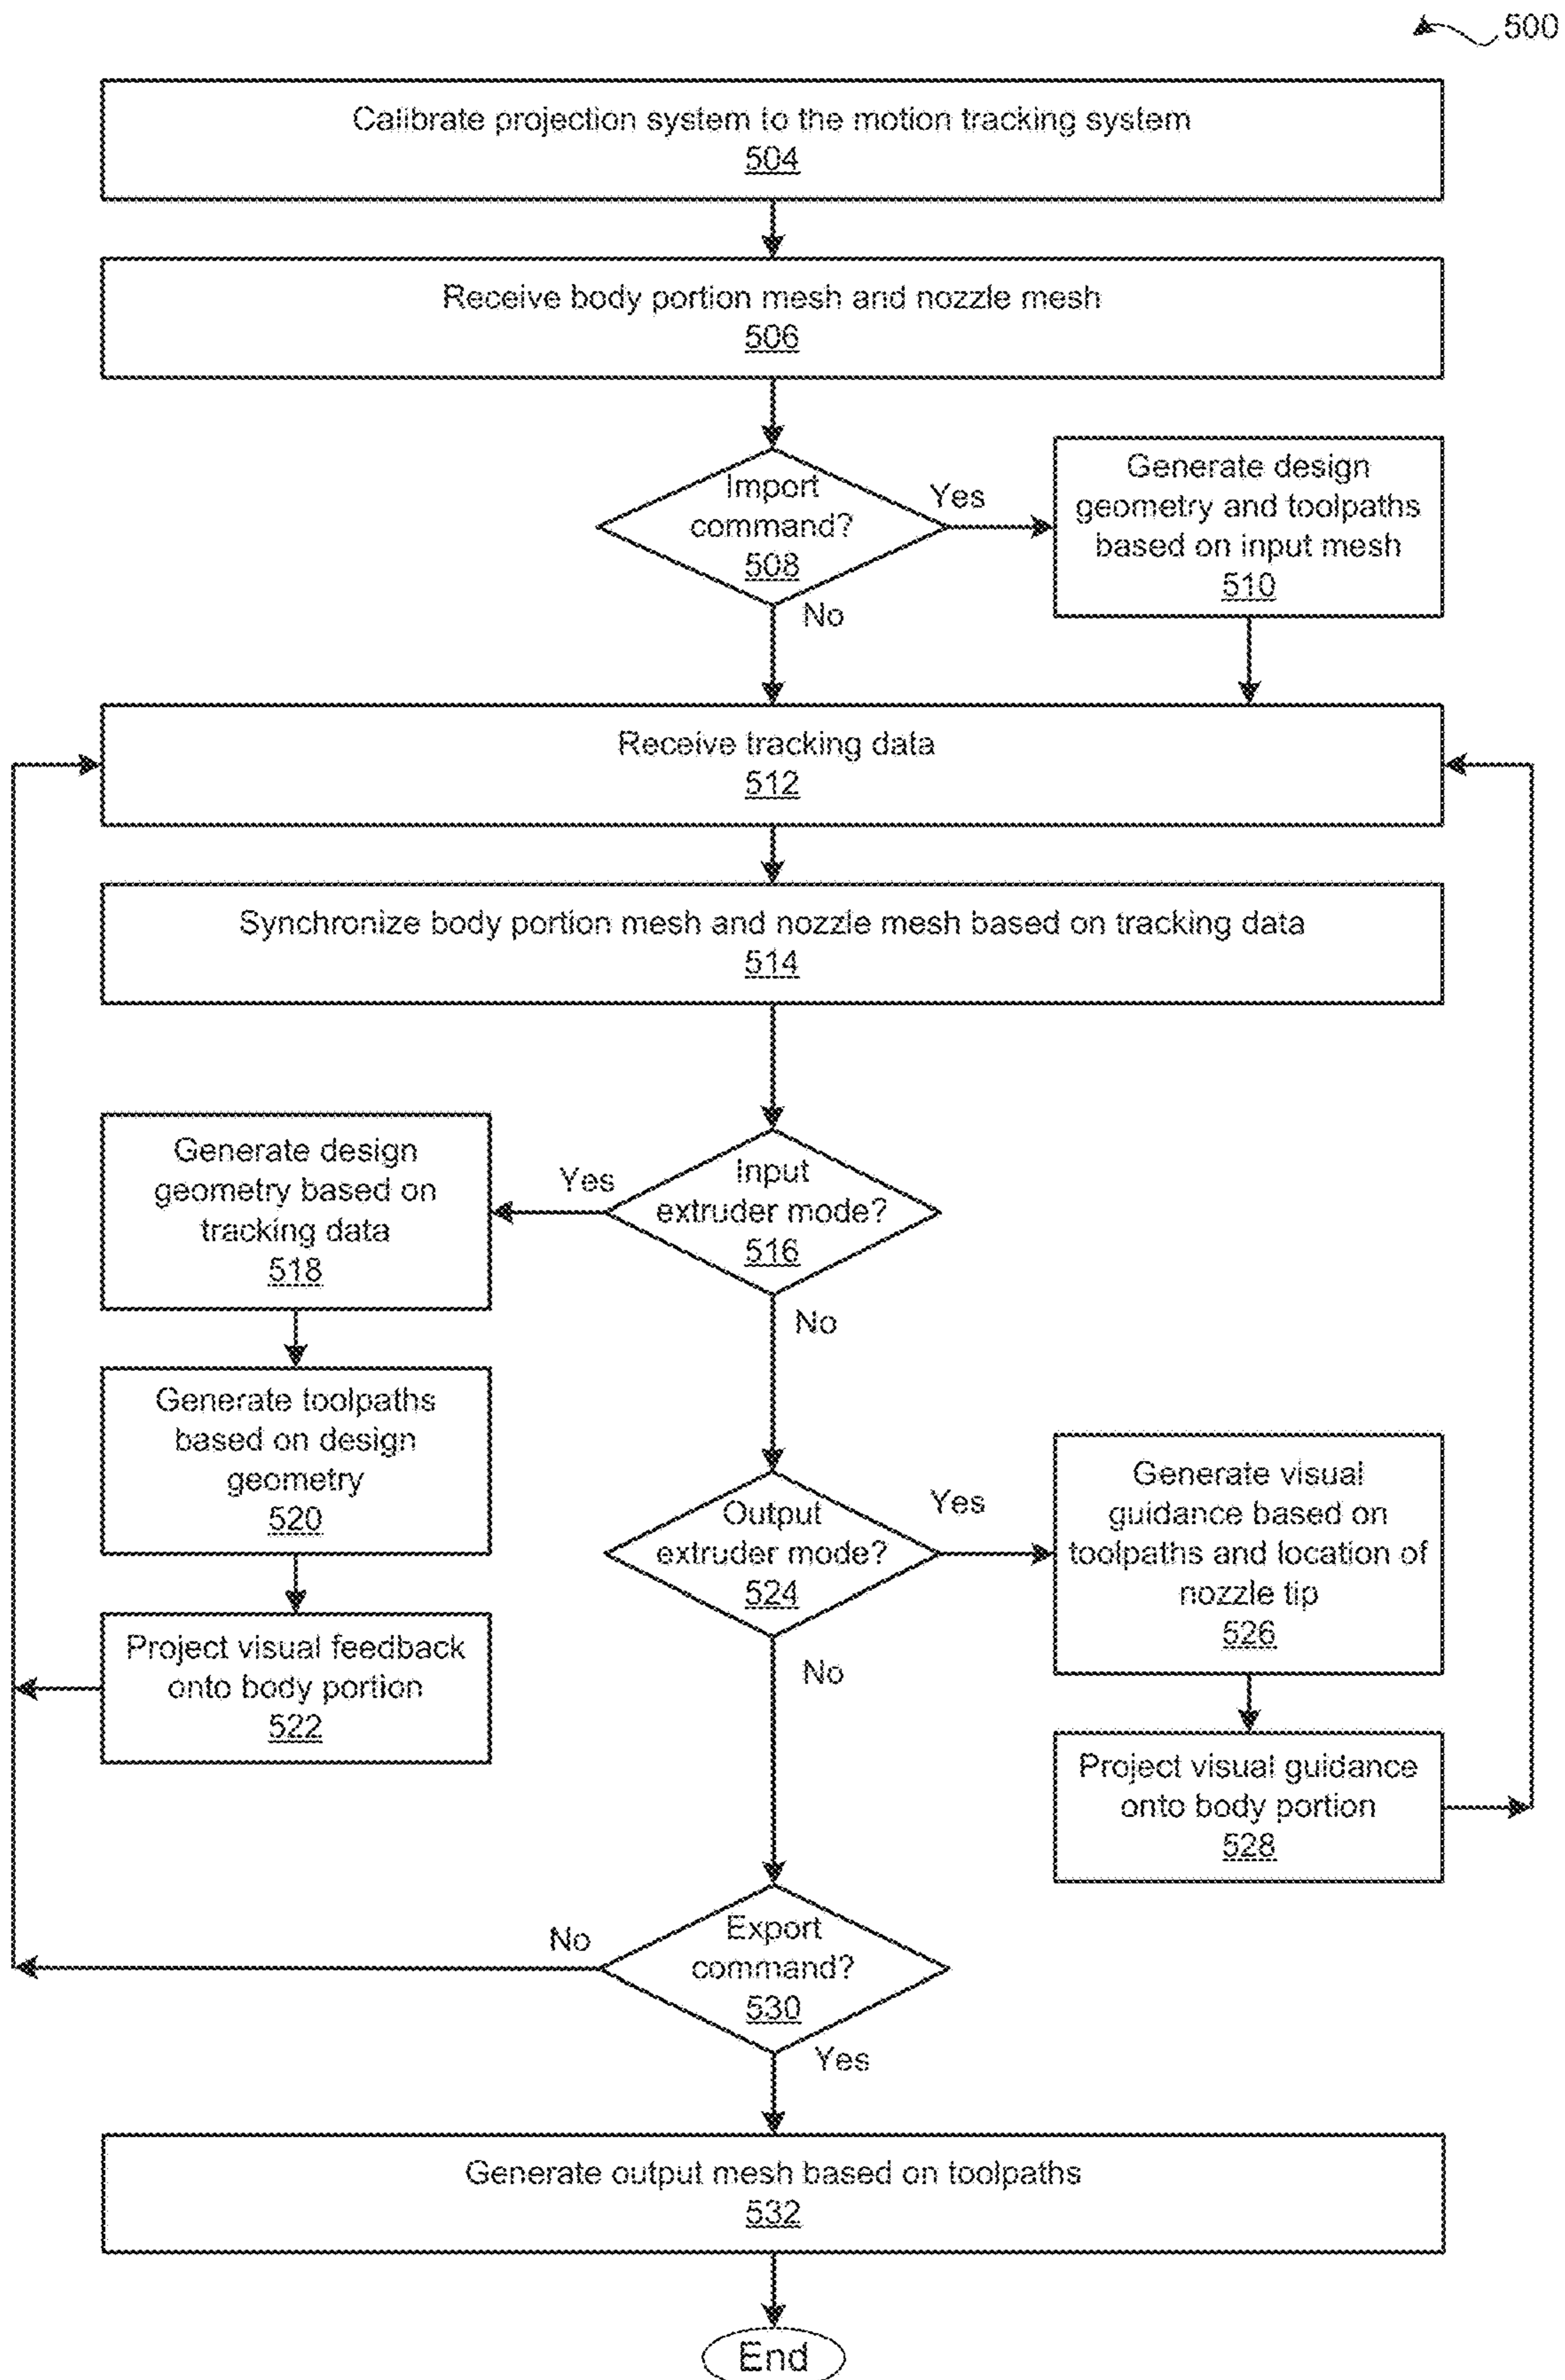 500
Calibrate projection system to the motion tracking system
504
Receive body portion mesh and nozzle mesh
506
Import
command?
508
Yes
No
Generate design
geometry and toolpaths
based on input mesh
510
Receive tracking data
512
Synchronize body portion mesh and nozzle mesh based on tracking data
514
Input
extruder mode?
516
Yes
No
Generate design
geometry based on
tracking data
518
Generate toolpaths
based on design
geometry
520
Project visual feedback
onto body portion
522
Output
extruder mode?
524
Yes
No
Generate visual
guidance based on
toolpaths and location of
nozzle tip
526
Project visual guidance
onto body portion
528
Export
command?
530
No
Yes
Generate output mesh based on toolpaths
532
End